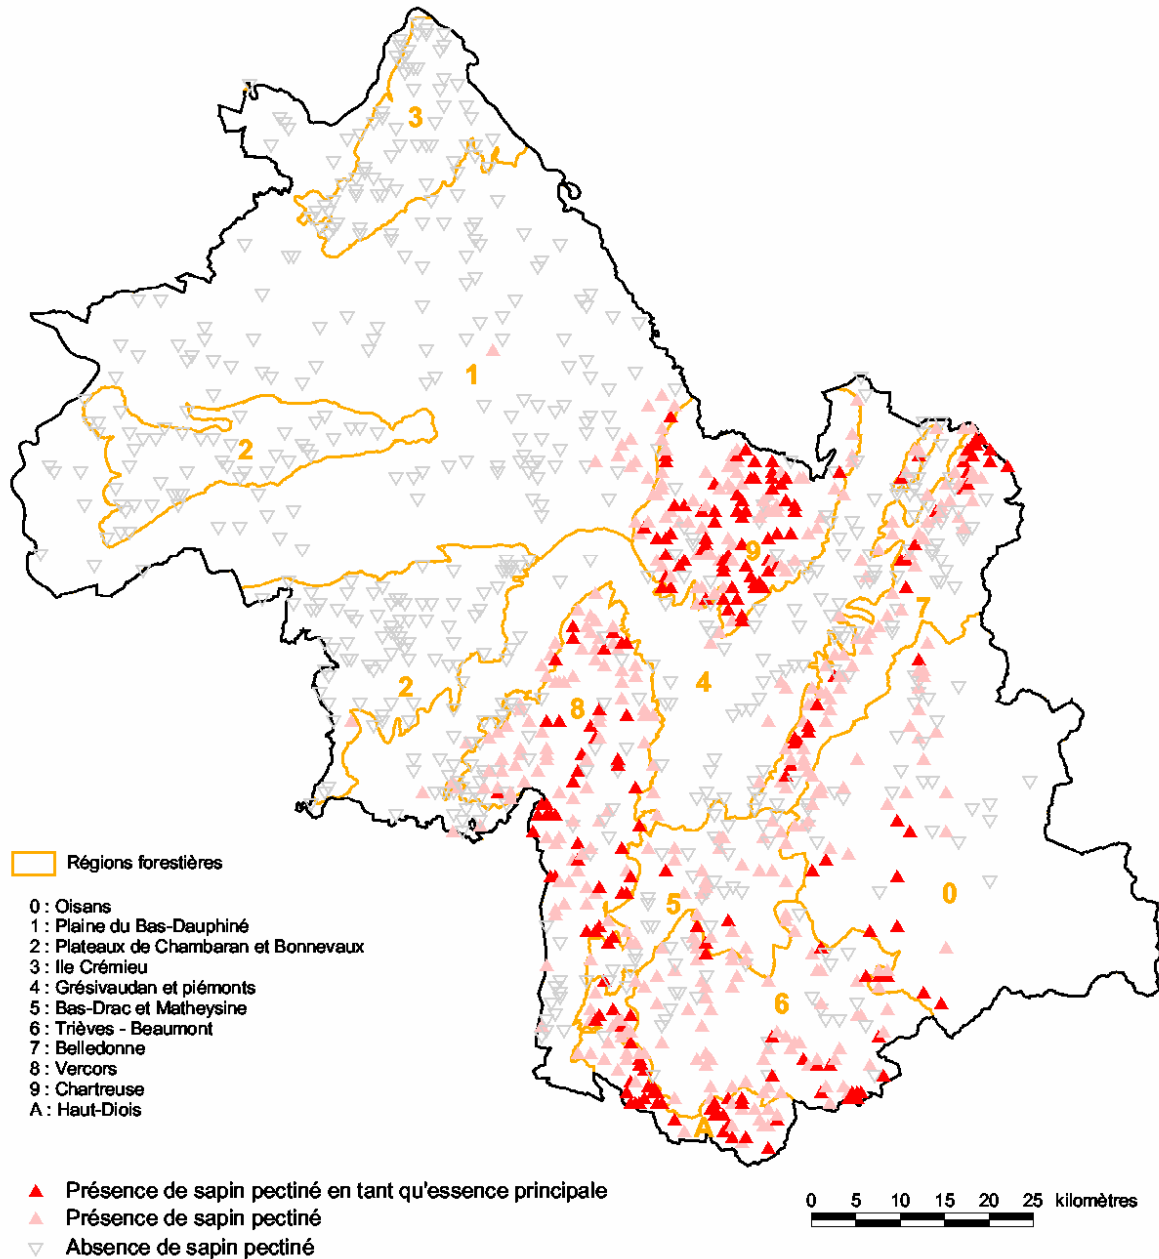 3
1
2
9
7
2
4
8
0
5
6
A
Régions forestières
0 : Oisans
1 : Plaine du Bas-Dauphiné
2 : Plateaux de Chambaran et Bonnevaux
3 : Ile Crémieu
4 : Grésivaudan et piémonts
5 : Bas-Drac et Matheysine
6 : Trièves - Beaumont
7 : Belledonne
8 : Vercors
9 : Chartreuse
A : Haut-Diois
Présence de sapin pectiné en tant qu'essence principale
Présence de sapin pectiné
Absence de sapin pectiné
0 5 10 15 20 25 kilomètres